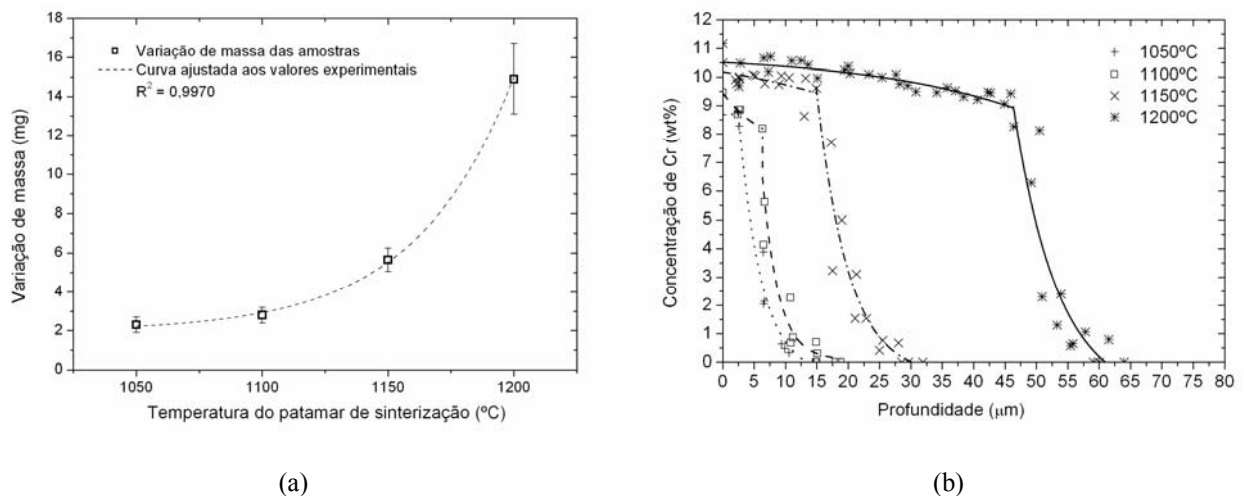 18
16
14
12
10
8
6
4
2
0
Variação de massa (mg)
Variação de massa das amostras
Curva ajustada aos valores experimentais
R² = 0,9970
1050
1100
1150
1200
Temperatura do patamar de sinterização (ºC)
(a)
12
11
10
9
8
7
6
5
4
3
2
1
0
Concentração de Cr (wt%)
1050ºC
1100ºC
1150ºC
1200ºC
0 5 10 15 20 25 30 35 40 45 50 55 60 65 70 75 80
Profundidade (μm)
(b)